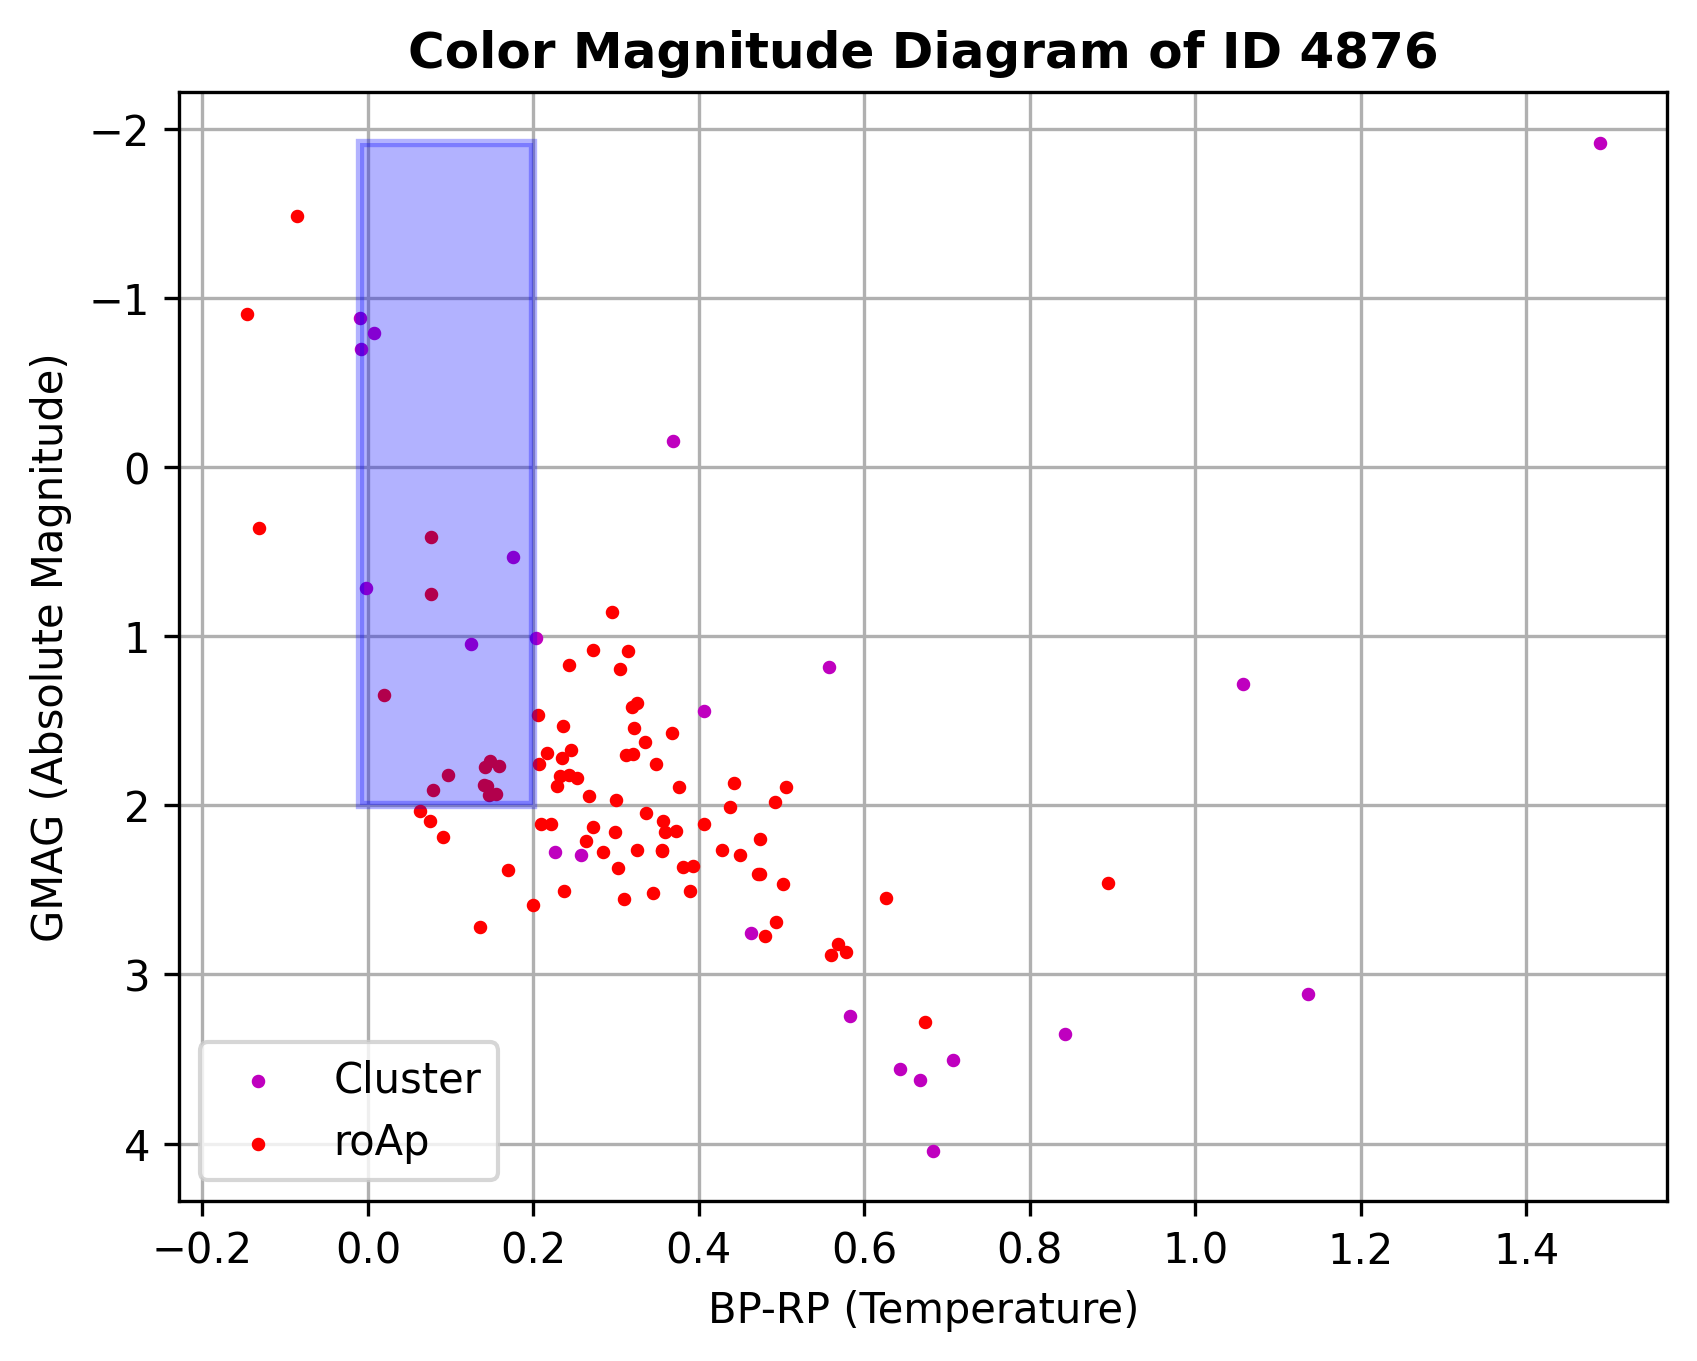 Color Magnitude Diagram of ID 4876
GMAG (Absolute Magnitude)
−2
−1
0
1
2
3
4
Cluster
roAp
−0.2 0.0 0.2 0.4 0.6 0.8 1.0 1.2 1.4
BP-RP (Temperature)